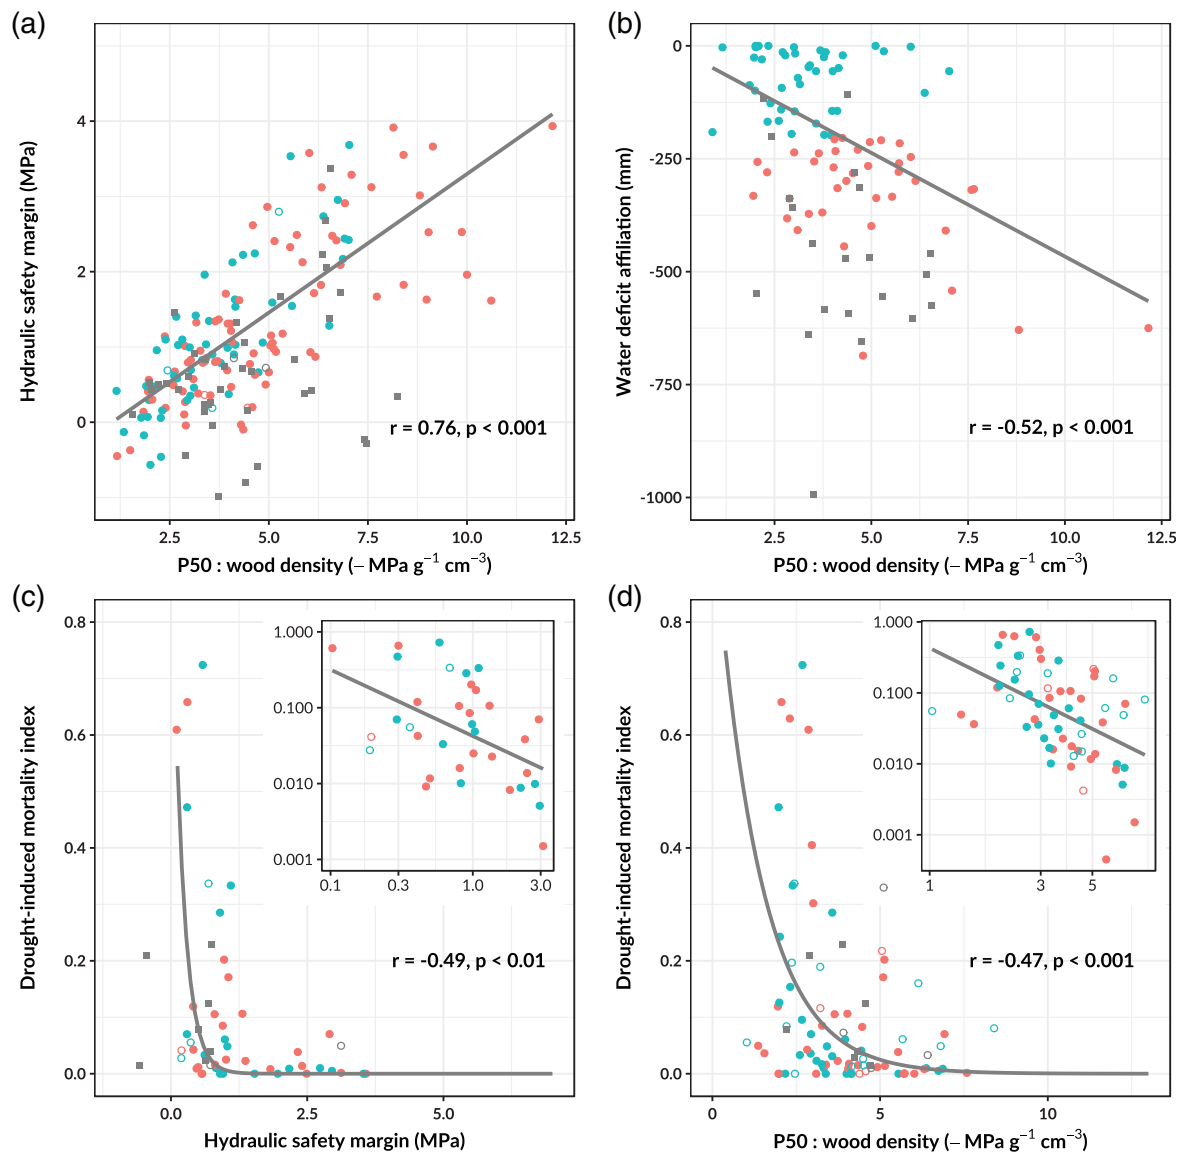 (a)
Hydraulic safety margin (MPa)
4
2
0
r = 0.76, p < 0.001
2.5 5.0 7.5 10.0 12.5
P50 : wood density (– MPa g⁻¹ cm⁻³)
(b)
Water deficit affiliation (mm)
0
-250
-500
-750
-1000
r = -0.52, p < 0.001
2.5 5.0 7.5 10.0 12.5
P50 : wood density (– MPa g⁻¹ cm⁻³)
(c)
Drought-induced mortality index
0.8
0.6
0.4
0.2
0.0
1.000
0.100
0.010
0.001
0.1 0.3 1.0 3.0
r = -0.49, p < 0.01
0.0 2.5 5.0
Hydraulic safety margin (MPa)
(d)
Drought-induced mortality index
0.8
0.6
0.4
0.2
0.0
1.000
0.100
0.010
0.001
1 3 5
r = -0.47, p < 0.001
0 5 10
P50 : wood density (– MPa g⁻¹ cm⁻³)